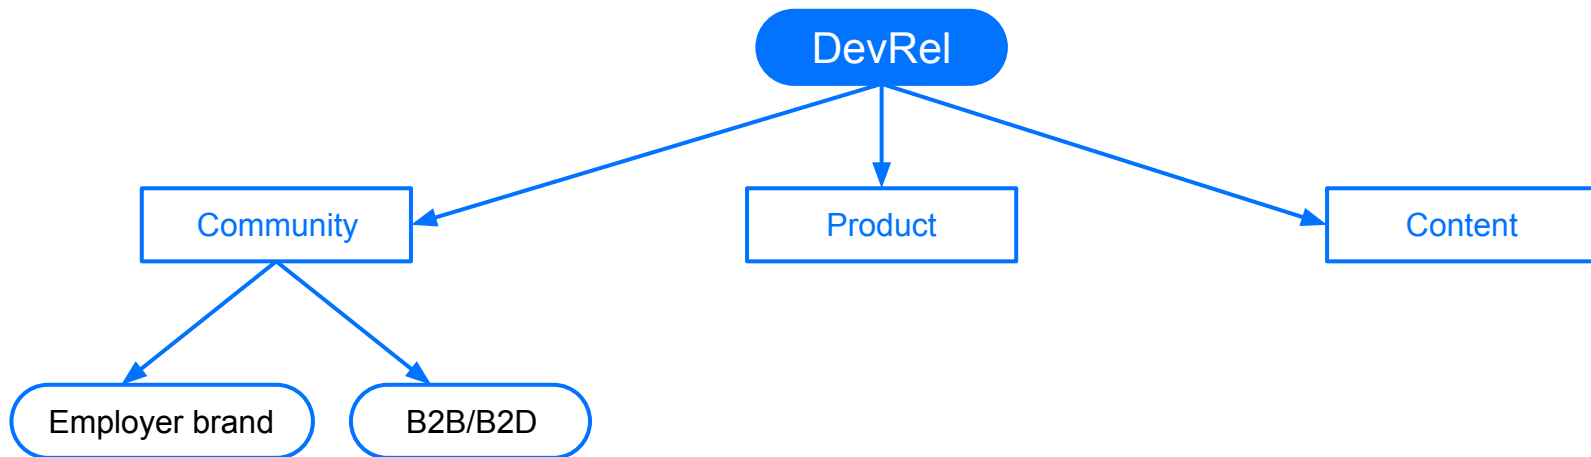 DevRel
Community
Product
Content
Employer brand
B2B/B2D